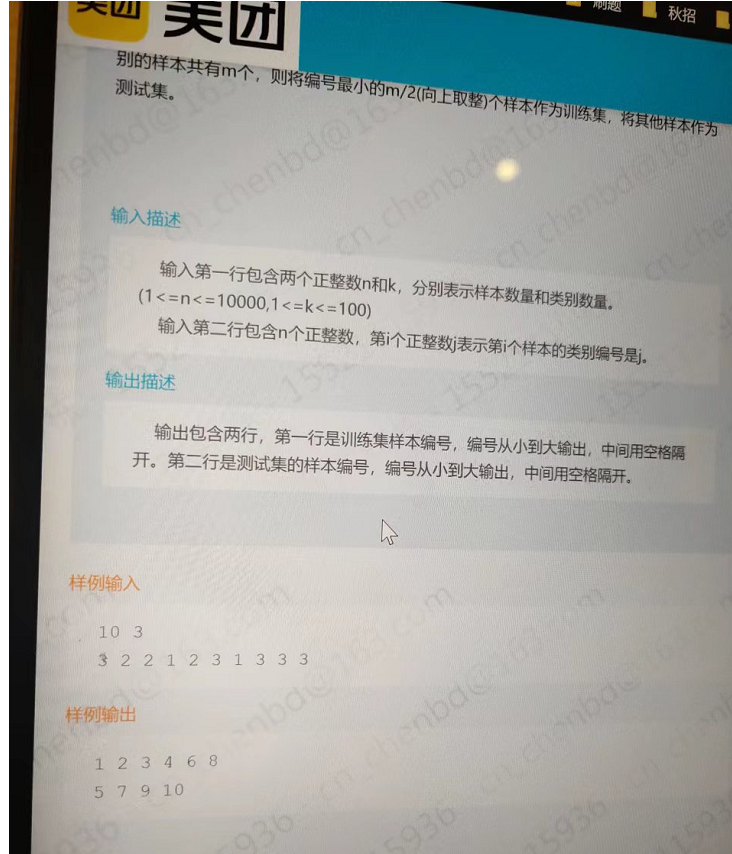 美团
刷题
秋招
别的样本共有m个，则将编号最小的m/2(向上取整)个样本作为训练集，将其他样本作为
测试集。
输入描述
输入第一行包含两个正整数n和k，分别表示样本数量和类别数量。
(1<=n<=10000,1<=k<=100)
输入第二行包含n个正整数，第i个正整数j表示第i个样本的类别编号是j。
输出描述
输出包含两行，第一行是训练集样本编号，编号从小到大输出，中间用空格隔
开。第二行是测试集的样本编号，编号从小到大输出，中间用空格隔开。
样例输入
10 3
3 2 2 1 2 3 1 3 3 3
样例输出
1 2 3 4 6 8
5 7 9 10